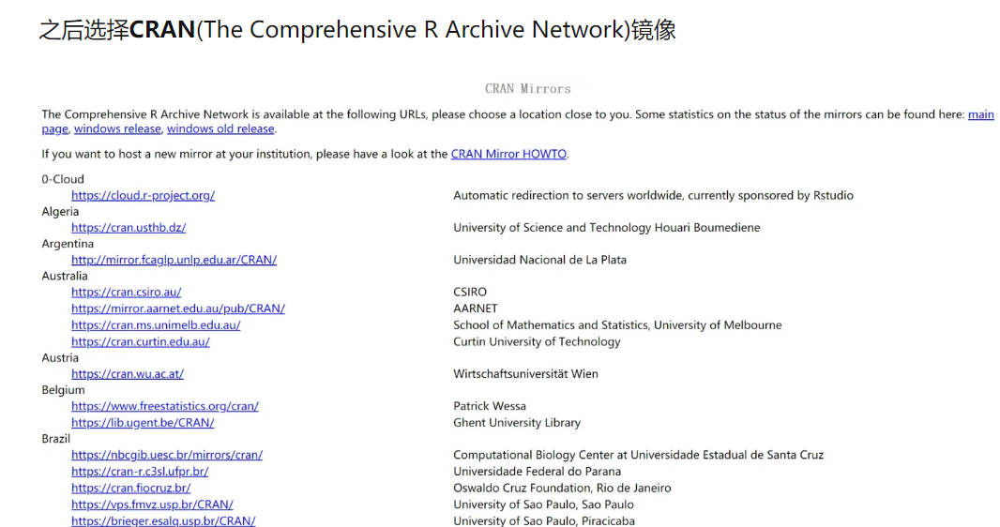 之后选择CRAN(The Comprehensive R Archive Network)镜像
CRAN Mirrors
The Comprehensive R Archive Network is available at the following URLs, please choose a location close to you. Some statistics on the status of the mirrors can be found here: main
page, windows release, windows old release.
If you want to host a new mirror at your institution, please have a look at the CRAN Mirror HOWTO.
0-Cloud
https://cloud.r-project.org/ Automatic redirection to servers worldwide, currently sponsored by Rstudio
Algeria
https://cran.usthb.dz/ University of Science and Technology Houari Boumediene
Argentina
http://mirror.fcaglp.unlp.edu.ar/CRAN/ Universidad Nacional de La Plata
Australia
https://cran.csiro.au/ CSIRO
https://mirror.aarnet.edu.au/pub/CRAN/ AARNET
https://cran.ms.unimelb.edu.au/ School of Mathematics and Statistics, University of Melbourne
https://cran.curtin.edu.au/ Curtin University of Technology
Austria
https://cran.wu.ac.at/ Wirtschaftsuniversität Wien
Belgium
https://www.freestatistics.org/cran/ Patrick Wessa
https://lib.ugent.be/CRAN/ Ghent University Library
Brazil
https://nbcgib.uesc.br/mirrors/cran/ Computational Biology Center at Universidade Estadual de Santa Cruz
https://cran-r.c3sl.ufpr.br/ Universidade Federal do Parana
https://cran.fiocruz.br/ Oswaldo Cruz Foundation, Rio de Janeiro
https://vps.fmvz.usp.br/CRAN/ University of Sao Paulo, Sao Paulo
https://brieger.esalq.usp.br/CRAN/ University of Sao Paulo, Piracicaba